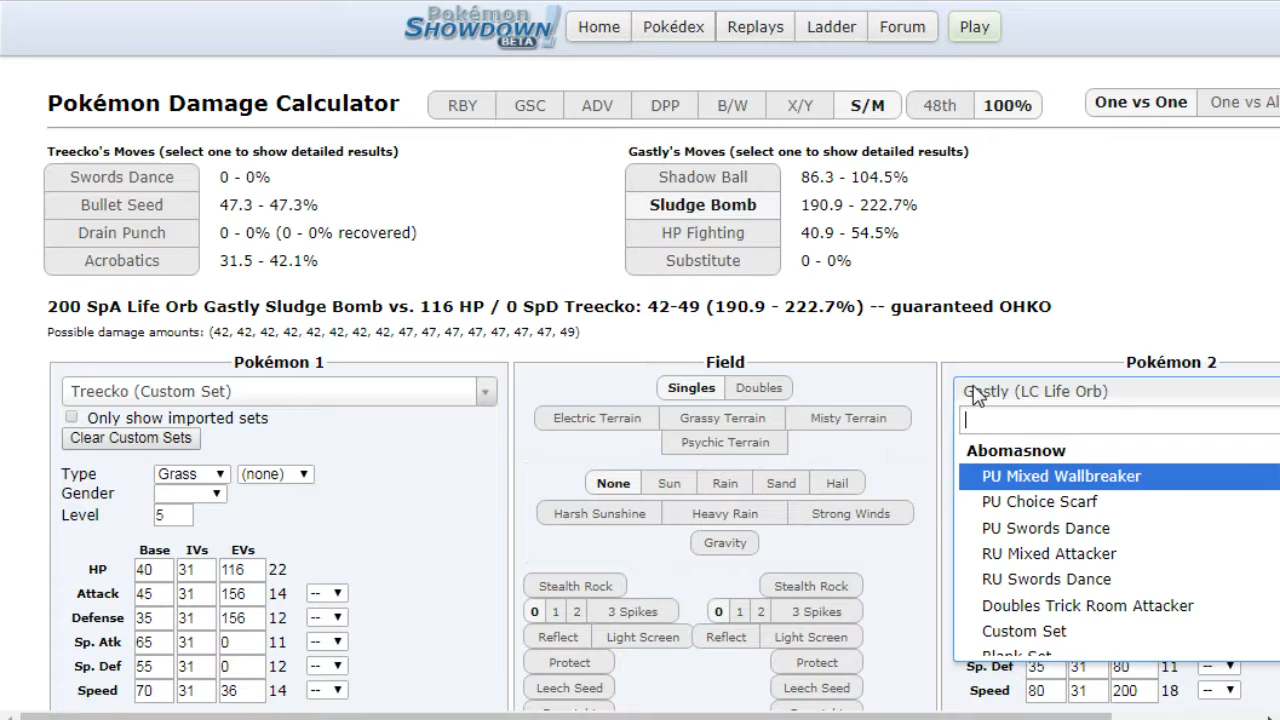 Pokémon
SHOWDOWN!
BETA
Home Pokédex Replays Ladder Forum Play
Pokémon Damage Calculator RBY GSC ADV DPP B/W X/Y S/M 48th 100% One vs One One vs Al
Treecko's Moves (select one to show detailed results)
Swords Dance 0 - 0%
Bullet Seed 47.3 - 47.3%
Drain Punch 0 - 0% (0 - 0% recovered)
Acrobatics 31.5 - 42.1%
Gastly's Moves (select one to show detailed results)
Shadow Ball 86.3 - 104.5%
Sludge Bomb 190.9 - 222.7%
HP Fighting 40.9 - 54.5%
Substitute 0 - 0%
200 SpA Life Orb Gastly Sludge Bomb vs. 116 HP / 0 SpD Treecko: 42-49 (190.9 - 222.7%) -- guaranteed OHKO
Possible damage amounts: (42, 42, 42, 42, 42, 42, 42, 42, 47, 47, 47, 47, 47, 47, 47, 49)
Pokémon 1
Treecko (Custom Set)
Only show imported sets
Clear Custom Sets
Type Grass (none)
Gender
Level 5
Base IVs EVs
HP 40 31 116 22
Attack 45 31 156 14 --
Defense 35 31 156 12 --
Sp. Atk 65 31 0 11 --
Sp. Def 55 31 0 12 --
Speed 70 31 36 14 --
Field
Singles Doubles
Electric Terrain Grassy Terrain Misty Terrain
Psychic Terrain
None Sun Rain Sand Hail
Harsh Sunshine Heavy Rain Strong Winds
Gravity
Stealth Rock Stealth Rock
0 1 2 3 Spikes 0 1 2 3 Spikes
Reflect Light Screen Reflect Light Screen
Protect Protect
Leech Seed Leech Seed
Pokémon 2
Gastly (LC Life Orb)
Abomasnow
PU Mixed Wallbreaker
PU Choice Scarf
PU Swords Dance
RU Mixed Attacker
RU Swords Dance
Doubles Trick Room Attacker
Custom Set
Blank Set
Sp. Def 35 31 80 11 --
Speed 80 31 200 18 --